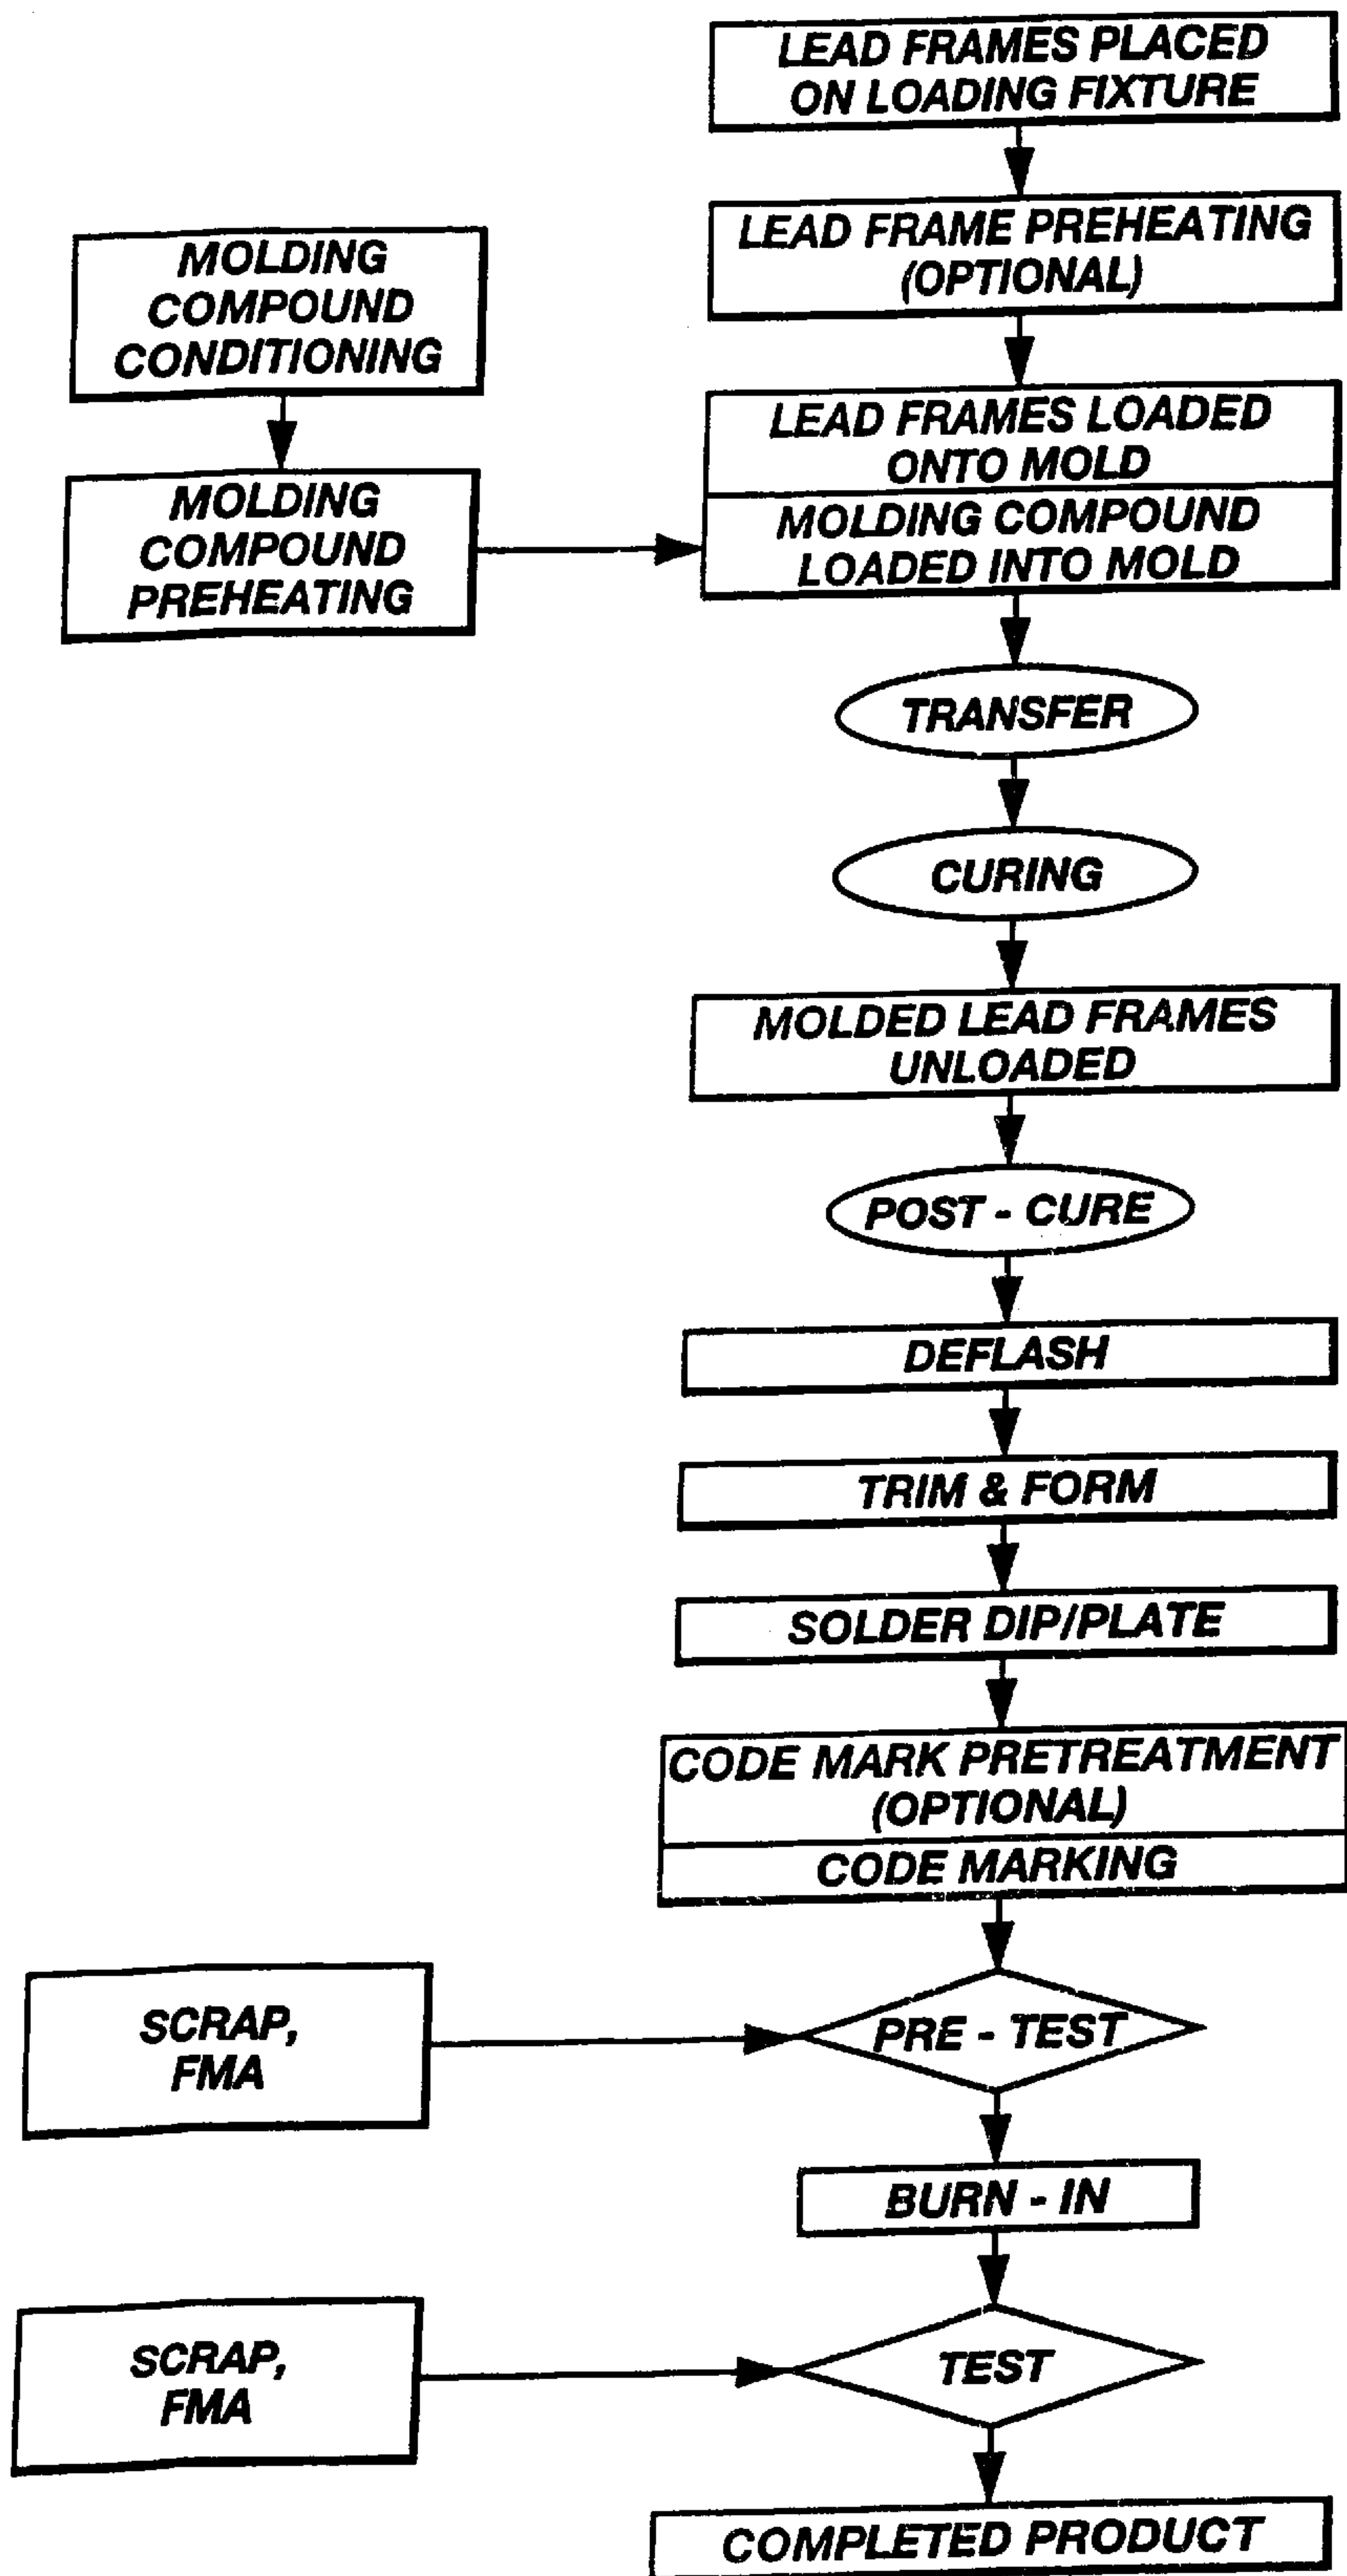 LEAD FRAMES PLACED
ON LOADING FIXTURE
LEAD FRAME PREHEATING
(OPTIONAL)
MOLDING
COMPOUND
CONDITIONING
LEAD FRAMES LOADED
ONTO MOLD
MOLDING
COMPOUND
PREHEATING
MOLDING COMPOUND
LOADED INTO MOLD
TRANSFER
CURING
MOLDED LEAD FRAMES
UNLOADED
POST - CURE
DEFLASH
TRIM & FORM
SOLDER DIP/PLATE
CODE MARK PRETREATMENT
(OPTIONAL)
CODE MARKING
SCRAP,
FMA
PRE - TEST
BURN - IN
SCRAP,
FMA
TEST
COMPLETED PRODUCT